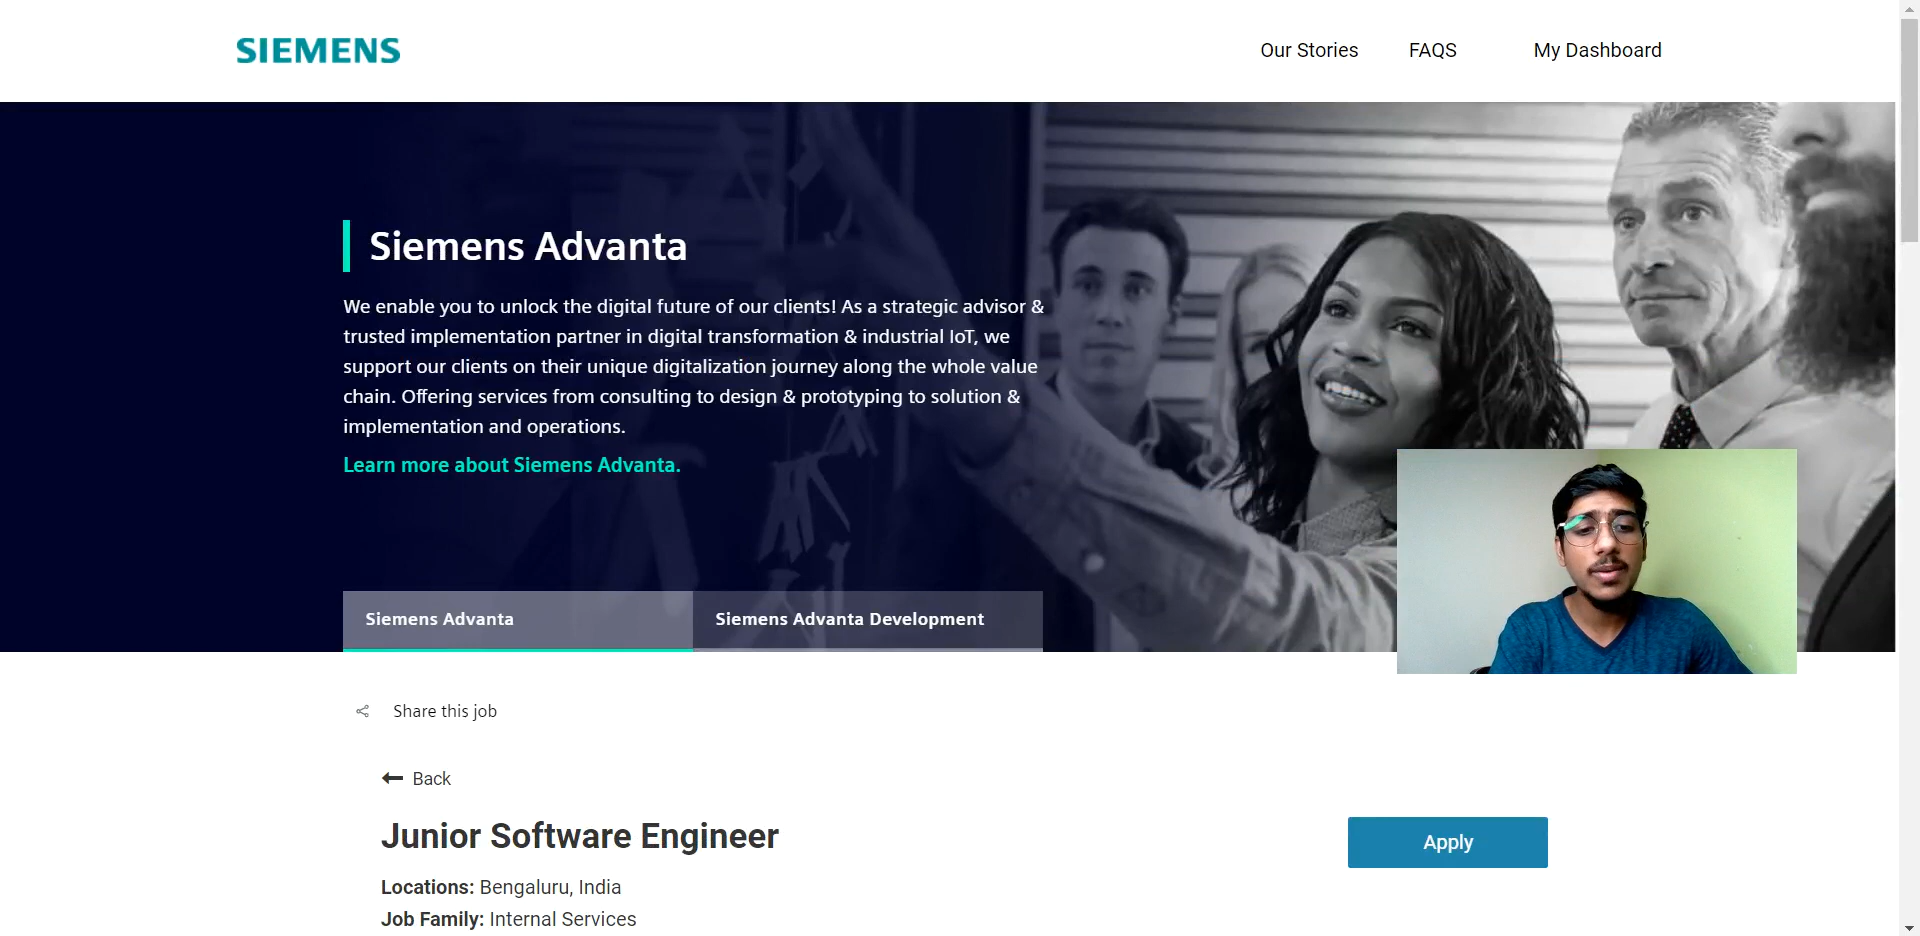 SIEMENS
Our Stories
FAQS
My Dashboard
Siemens Advanta
We enable you to unlock the digital future of our clients! As a strategic advisor &
trusted implementation partner in digital transformation & industrial IoT, we
support our clients on their unique digitalization journey along the whole value
chain. Offering services from consulting to design & prototyping to solution &
implementation and operations.
Learn more about Siemens Advanta.
Siemens Advanta
Siemens Advanta Development
Share this job
Back
Junior Software Engineer
Apply
Locations: Bengaluru, India
Job Family: Internal Services